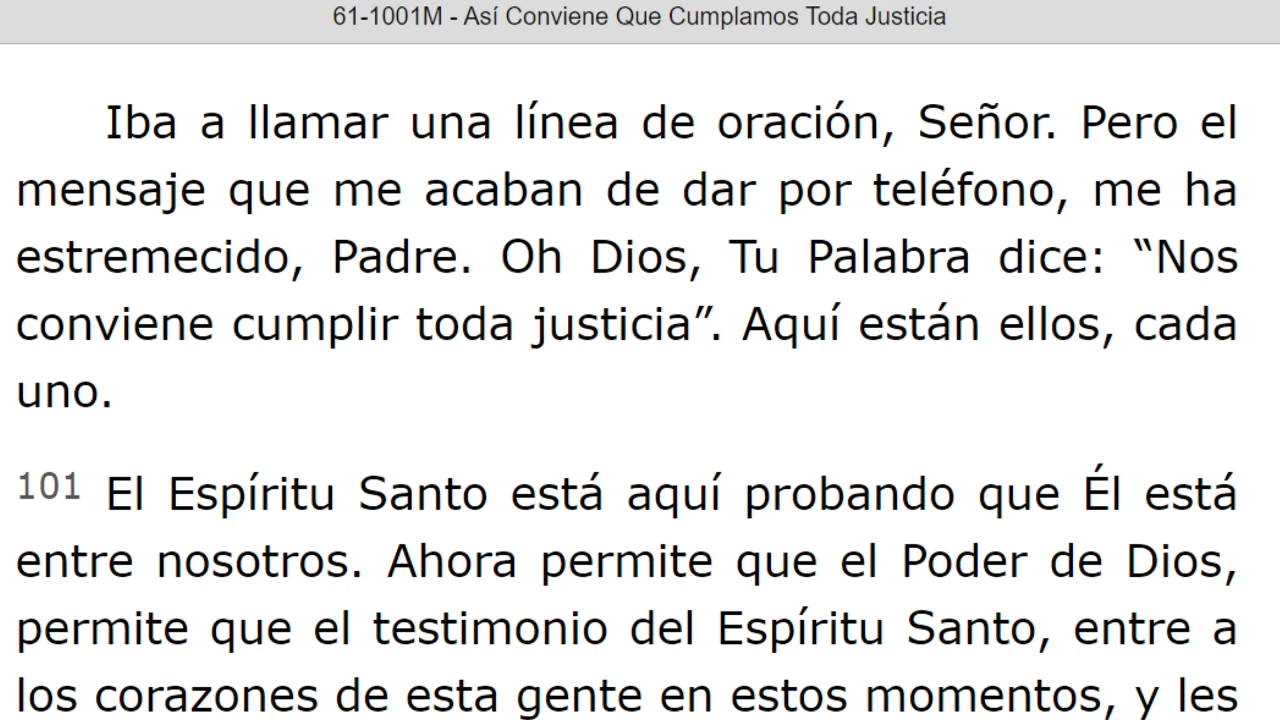 61-1001M - Así Conviene Que Cumplamos Toda Justicia
Iba a llamar una línea de oración, Señor. Pero el
mensaje que me acaban de dar por teléfono, me ha
estremecido, Padre. Oh Dios, Tu Palabra dice: “Nos
conviene cumplir toda justicia”. Aquí están ellos, cada
uno.
101 El Espíritu Santo está aquí probando que Él está
entre nosotros. Ahora permite que el Poder de Dios,
permite que el testimonio del Espíritu Santo, entre a
los corazones de esta gente en estos momentos, y les